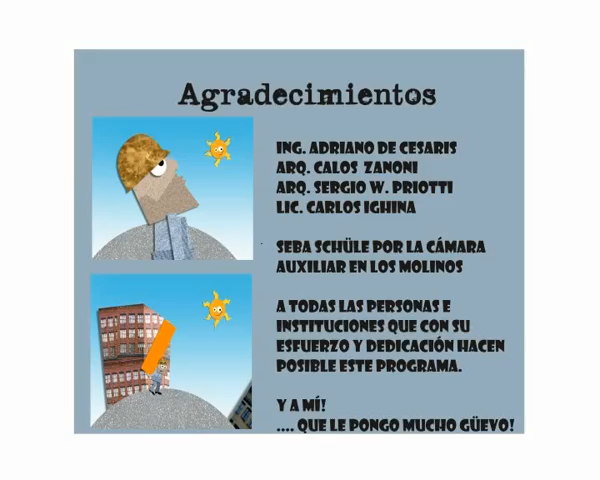 Agradecimientos
ING. ADRIANO DE CESARIS
ARQ. CALOS ZANONI
ARQ. SERGIO W. PRIOTTI
LIC. CARLOS IGHINA
SEBA SCHÜLE POR LA CÁMARA
AUXILIAR EN LOS MOLINOS
A TODAS LAS PERSONAS E
INSTITUCIONES QUE CON SU
ESFUERZO Y DEDICACIÓN HACEN
POSIBLE ESTE PROGRAMA.
Y A MÍ!
.... QUE LE PONGO MUCHO GÜEVO!